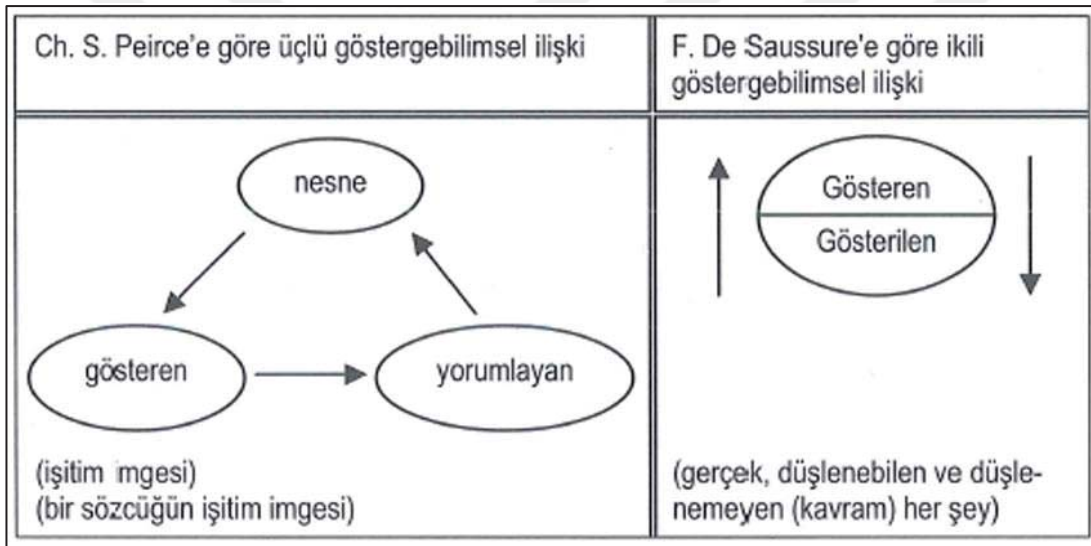 Ch. S. Peirce'e göre üçlü göstergebilimsel ilişki
F. De Saussure'e göre ikili
göstergebilimsel ilişki
nesne
gösteren
yorumlayan
(işitim imgesi)
(bir sözcüğün işitim imgesi)
Gösteren
Gösterilen
(gerçek, düşlenebilen ve düşle-
nemeyen (kavram) her şey)